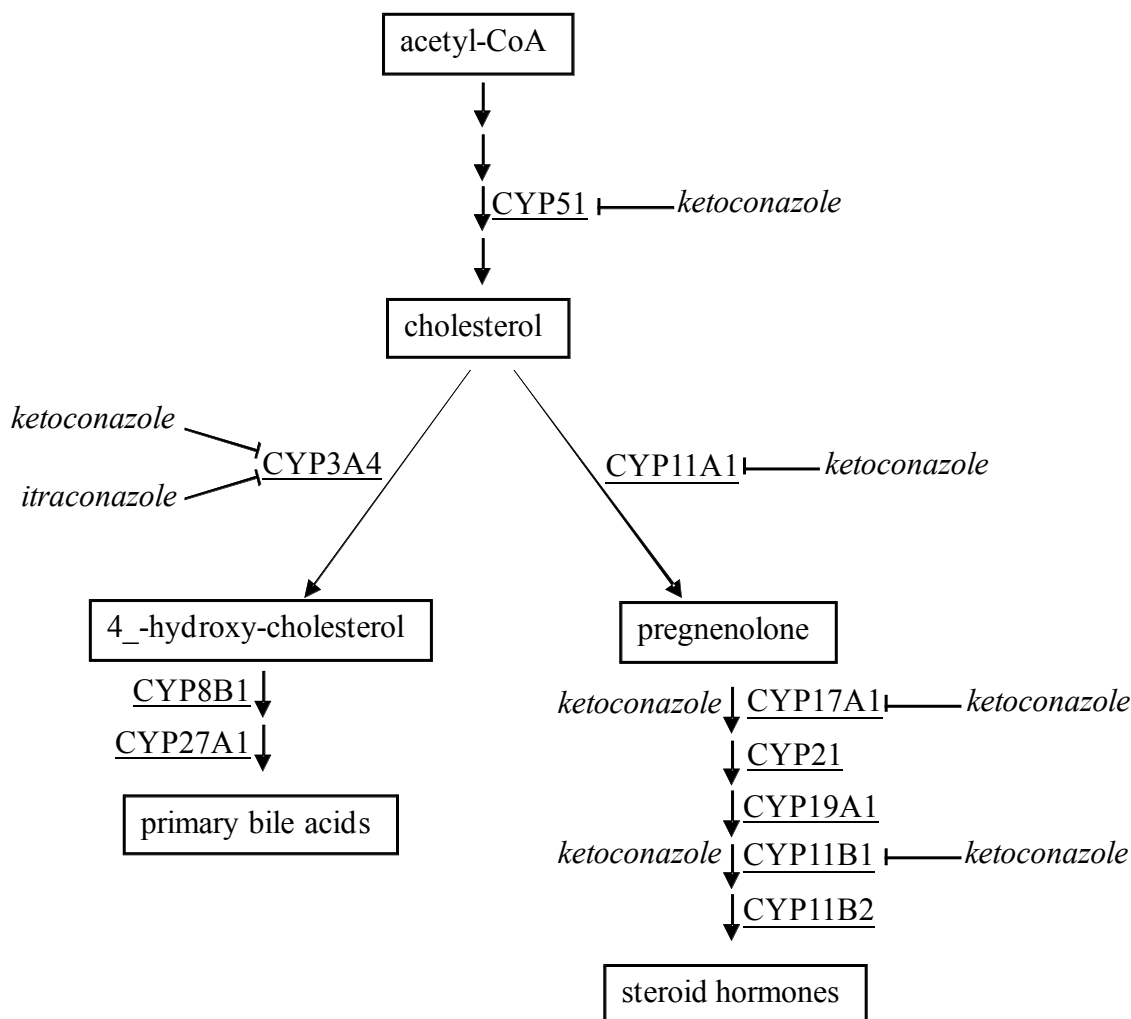 acetyl-CoA
CYP51 ketoconazole
cholesterol
ketoconazole
CYP3A4
itraconazole
CYP11A1 ketoconazole
4_-hydroxy-cholesterol
CYP8B1
CYP27A1
primary bile acids
pregnenolone
ketoconazole CYP17A1 ketoconazole
CYP21
CYP19A1
ketoconazole CYP11B1 ketoconazole
CYP11B2
steroid hormones